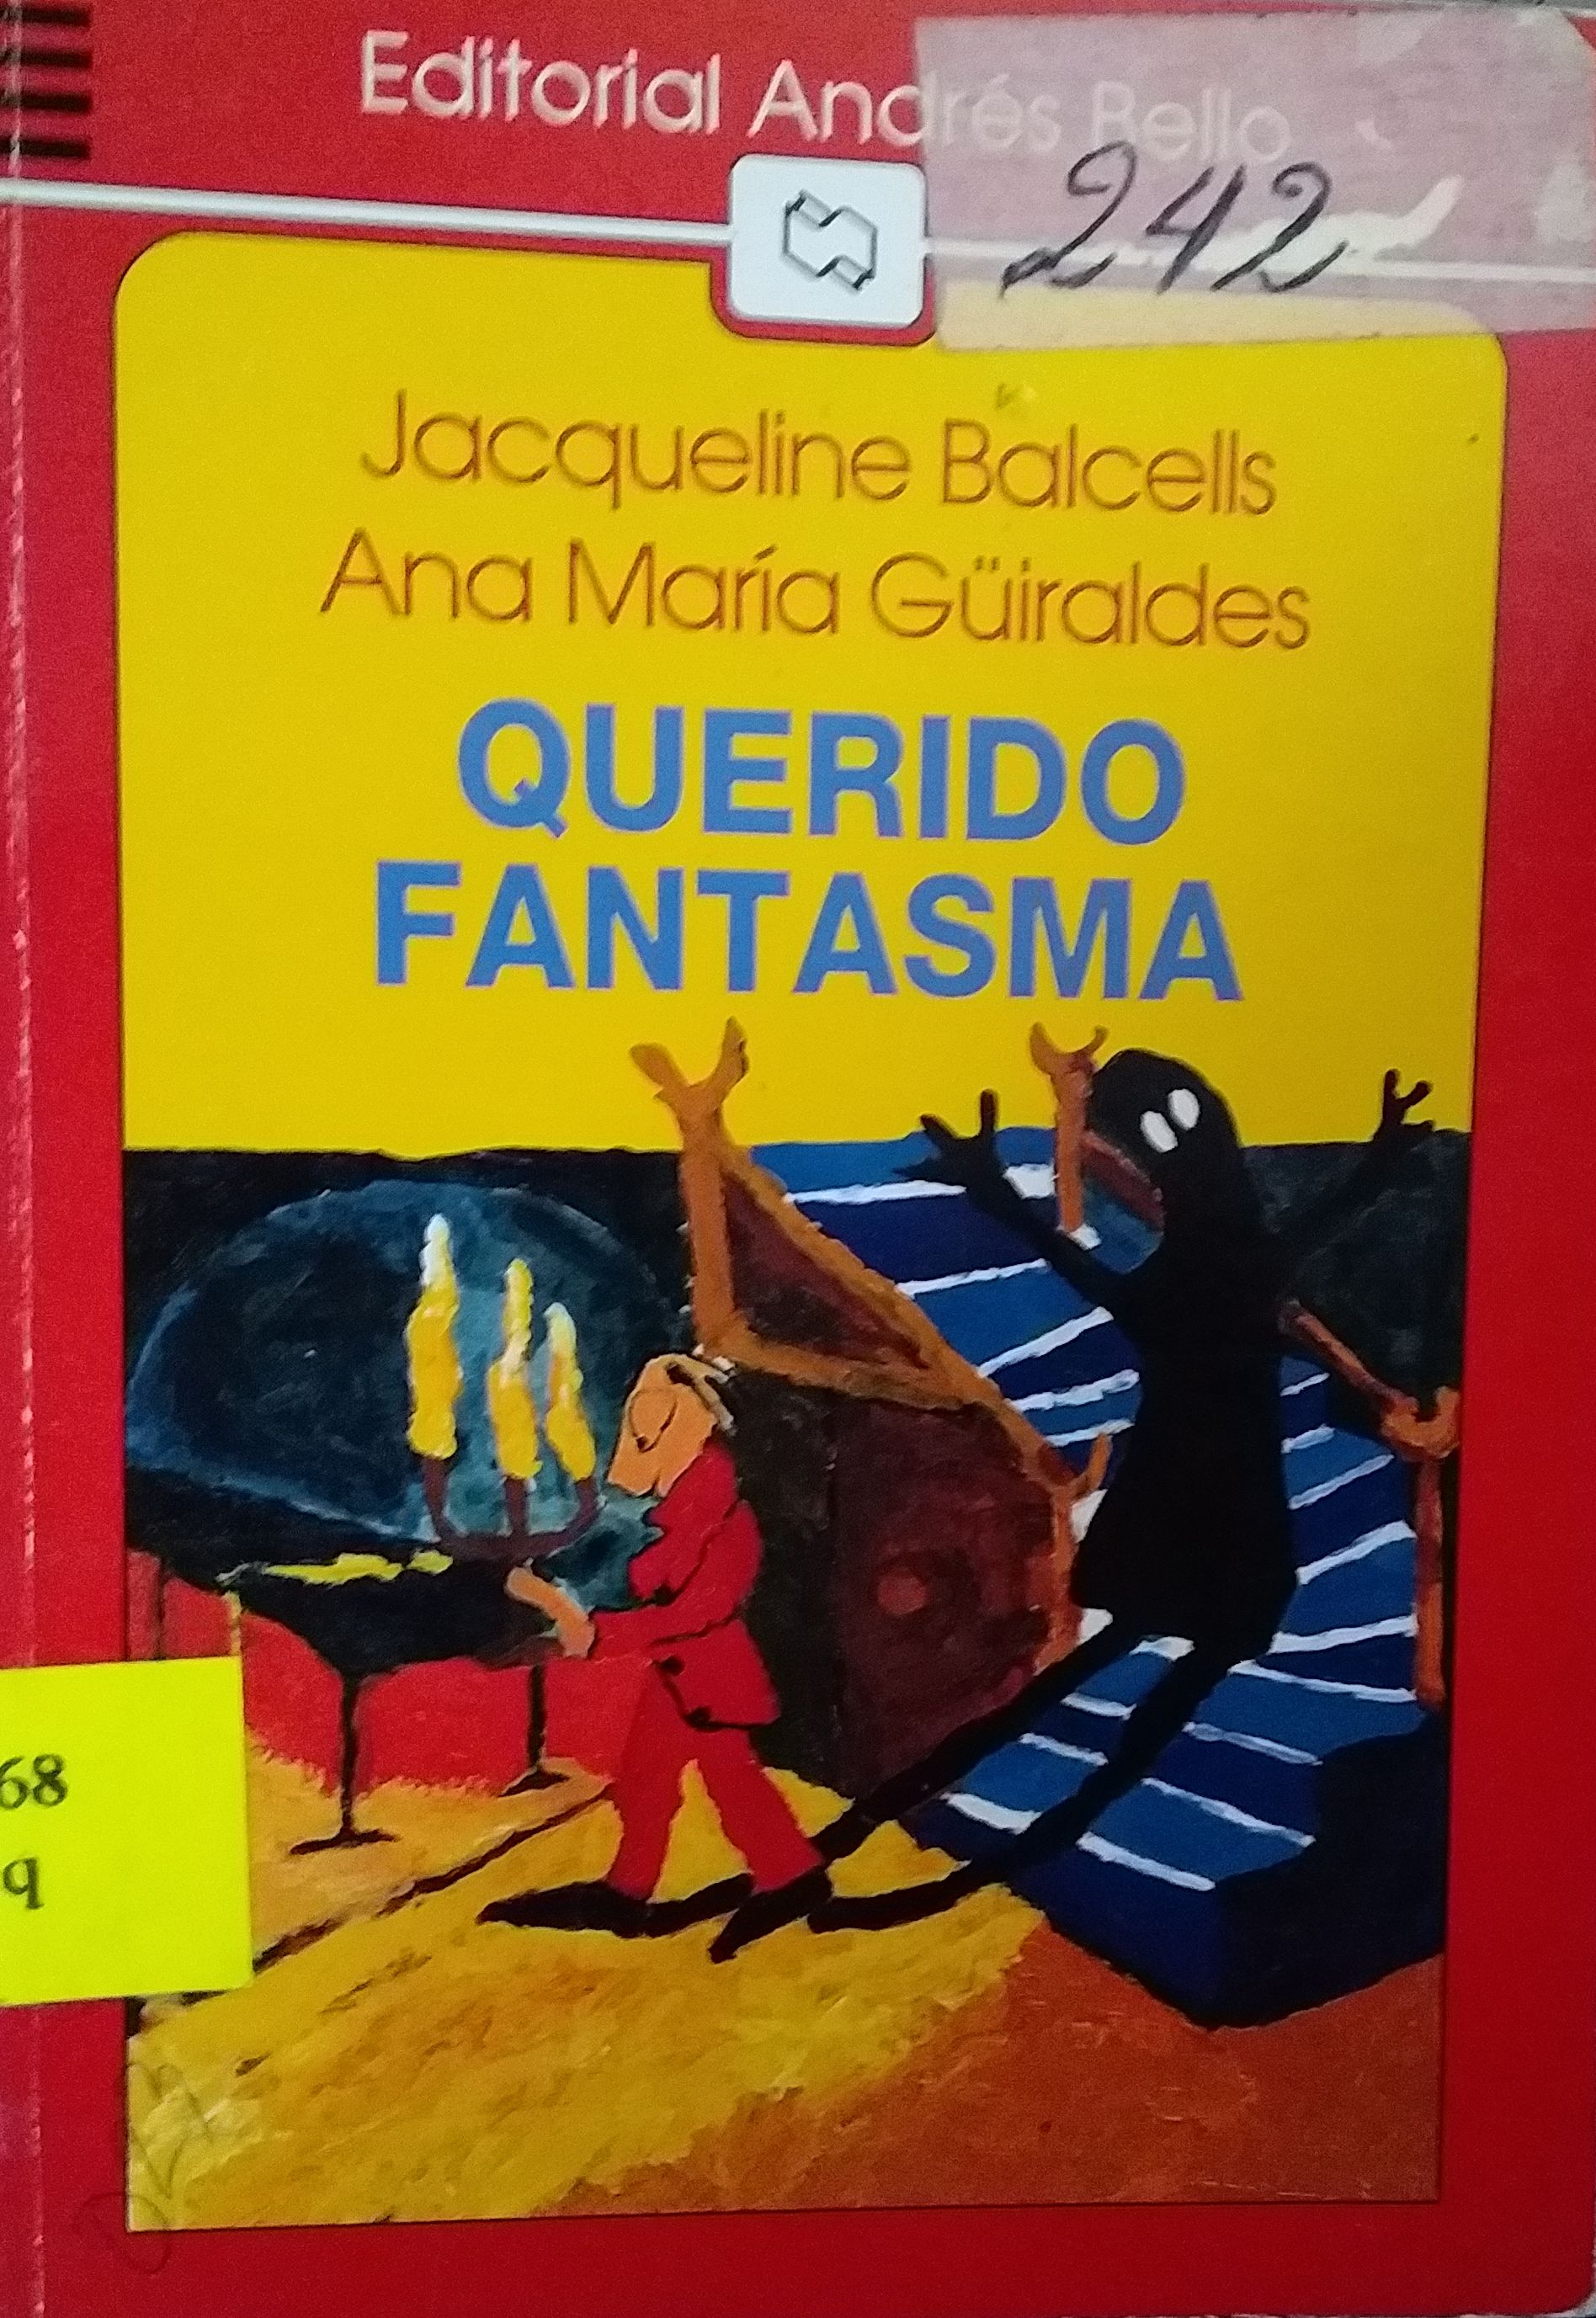 Editorial Andrés Bello
242
Jacqueline Balcells
Ana María Güiraldes
QUERIDO
FANTASMA
68
q